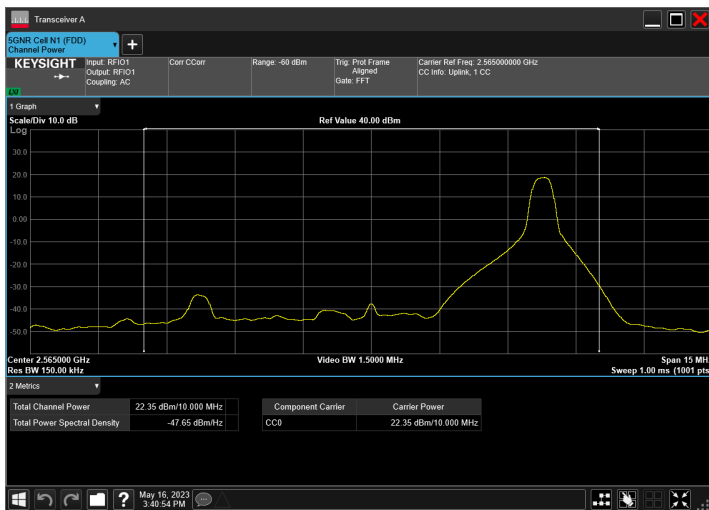 Transceiver A
5GNR Cell N1 (FDD)
Channel Power
KEYSIGHT
LXI
Input: RFIO1
Output: RFIO1
Coupling: AC
Corr CCorr
Range: -60 dBm
Trig: Prot Frame
Aligned
Gate: FFT
Carrier Ref Freq: 2.565000000 GHz
CC Info: Uplink, 1 CC
1 Graph
Scale/Div 10.0 dB
Ref Value 40.00 dBm
Log
30.0
20.0
10.0
0.00
-10.0
-20.0
-30.0
-40.0
-50.0
Center 2.565000 GHz
Video BW 1.5000 MHz
Span 15 MHz
Res BW 150.00 kHz
Sweep 1.00 ms (1001 pts
2 Metrics
Total Channel Power 22.35 dBm/10.000 MHz
Total Power Spectral Density -47.65 dBm/Hz
Component Carrier Carrier Power
CC0 22.35 dBm/10.000 MHz
?
May 16, 2023
3:40:54 PM